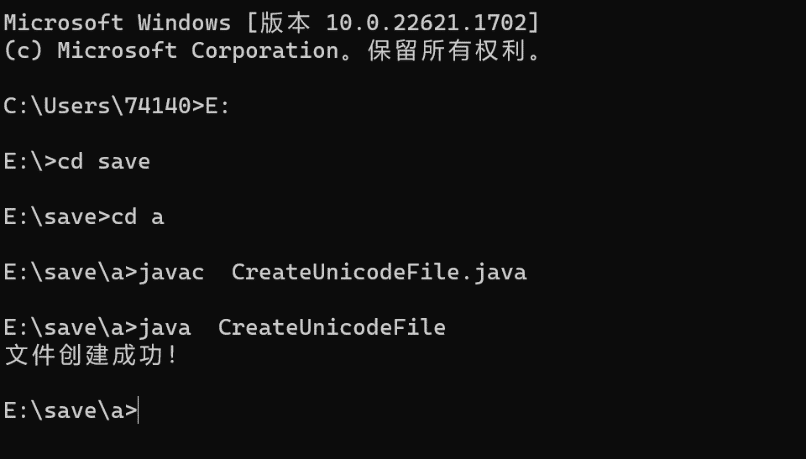 Microsoft Windows [版本 10.0.22621.1702]
(c) Microsoft Corporation。保留所有权利。
C:\Users\74140>E:
E:\>cd save
E:\save>cd a
E:\save\a>javac  CreateUnicodeFile.java
E:\save\a>java  CreateUnicodeFile
文件创建成功!
E:\save\a>